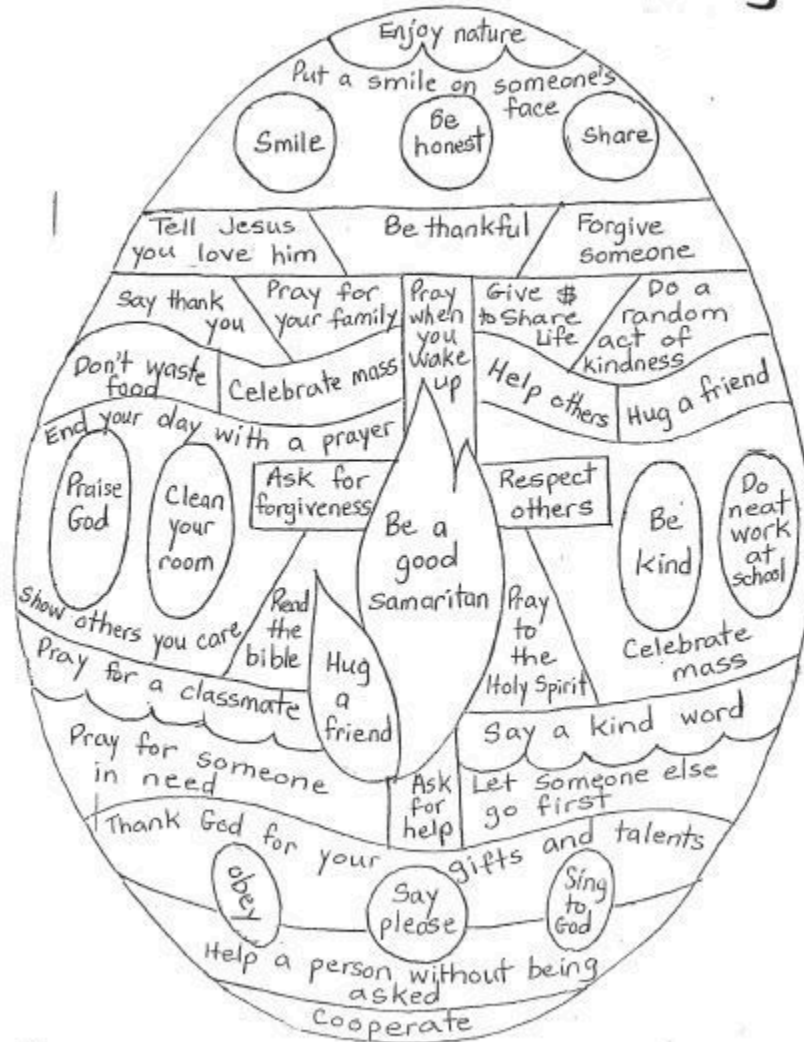 Enjoy nature
Put a smile on someone's
face
Smile
Be
honest
Share
Tell Jesus
you love him
Be thankful
Forgive
someone
Say thank
you
Pray for
your family
Pray
when
you
wake
up
Give $
to Share
Life
Do a
random
act of
kindness
Don't waste
food
Celebrate mass
Help others
Hug a friend
End your day with a prayer
Praise
God
Clean
your
room
Ask for
forgiveness
Be a
good
samaritan
Respect
others
Be
kind
Do
neat
work
at
school
Show others you care
Read
the
bible
Hug
a
friend
Pray
to
the
Holy Spirit
Celebrate
mass
Pray for a classmate
Say a kind word
Pray for someone
in need
Ask
for
help
Let someone else
go first
Thank God for your gifts and talents
obey
Say
please
Sing
to
God
Help a person without being
asked
Cooperate